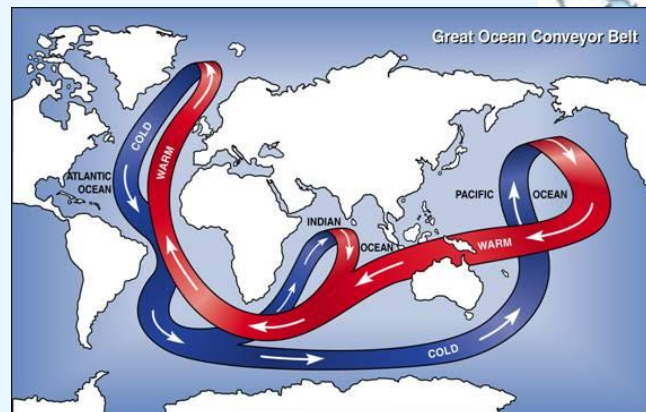 Great Ocean Conveyor Belt
COLD
WARM
ATLANTIC
OCEAN
PACIFIC OCEAN
INDIAN
OCEAN
WARM
COLD